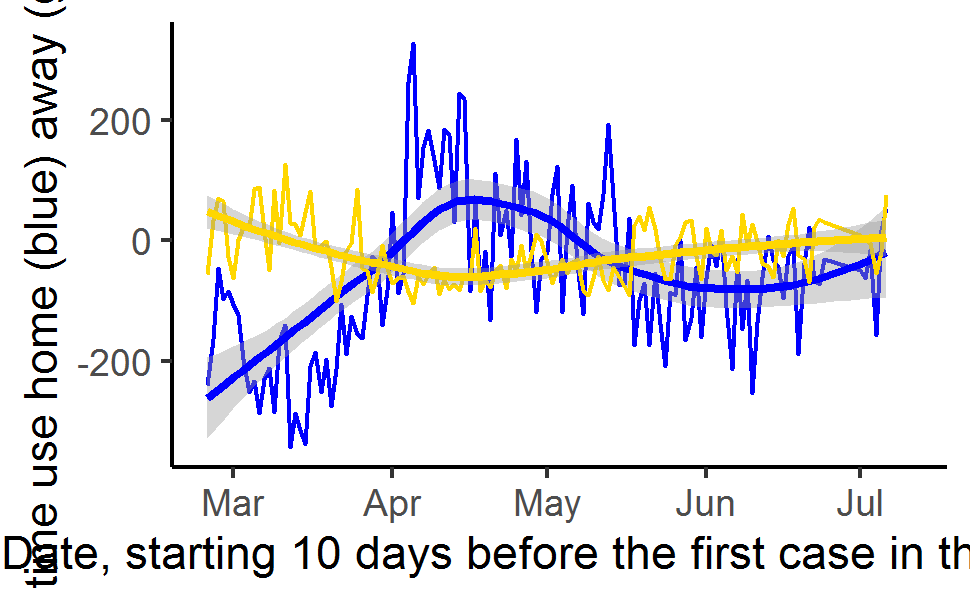 time use home (blue) away (
200
0
-200
Mar Apr May Jun Jul
Date, starting 10 days before the first case in th